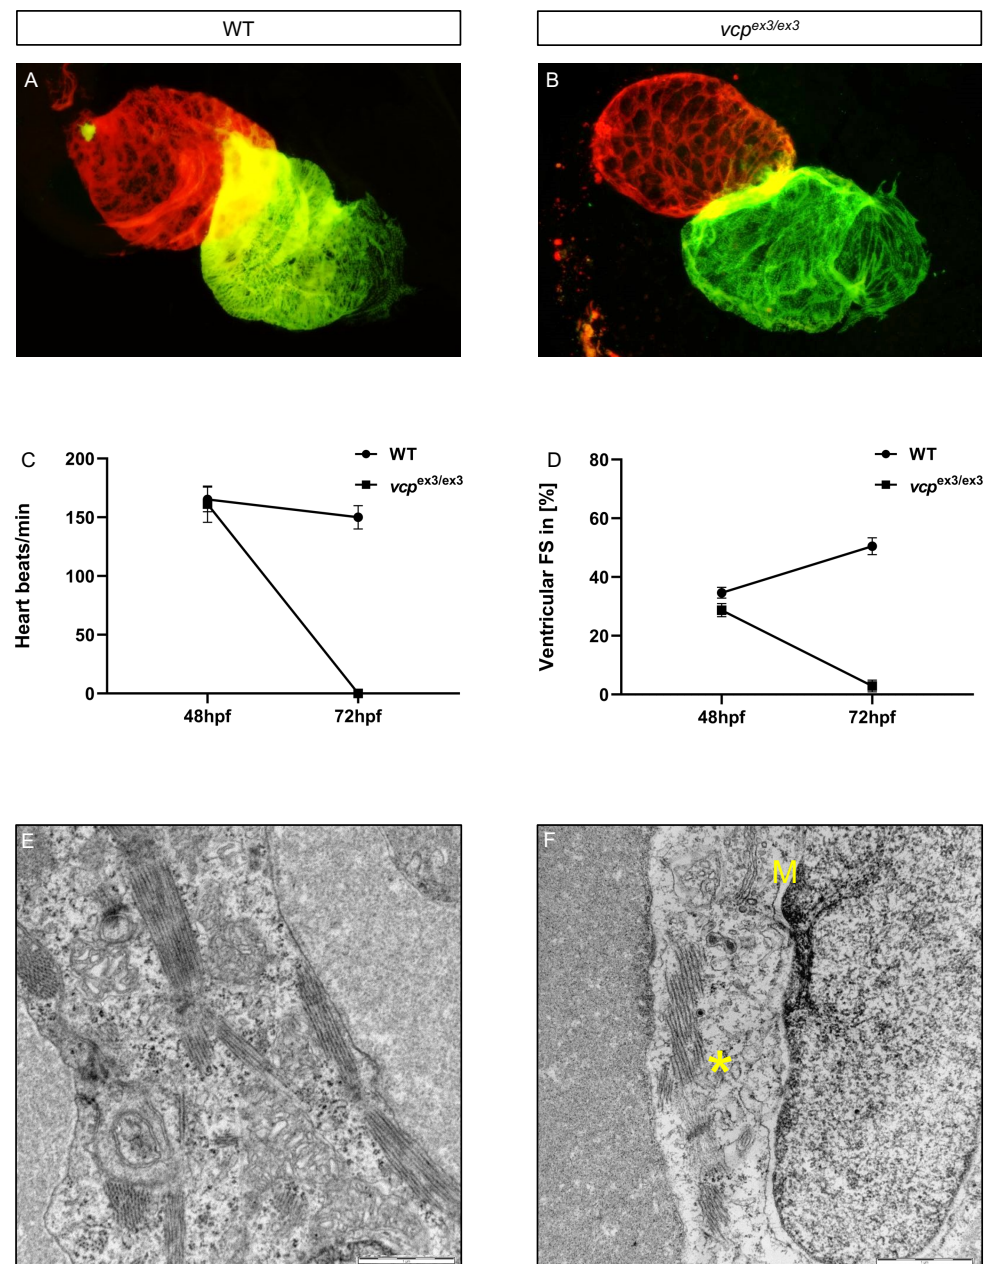 WT
vcpex3/ex3
A
B
C
200
150
100
50
0
Heart beats/min
48hpf
72hpf
WT
vcpex3/ex3
D
80
60
40
20
0
Ventricular FS in [%]
48hpf
72hpf
WT
vcpex3/ex3
E
F
M
*